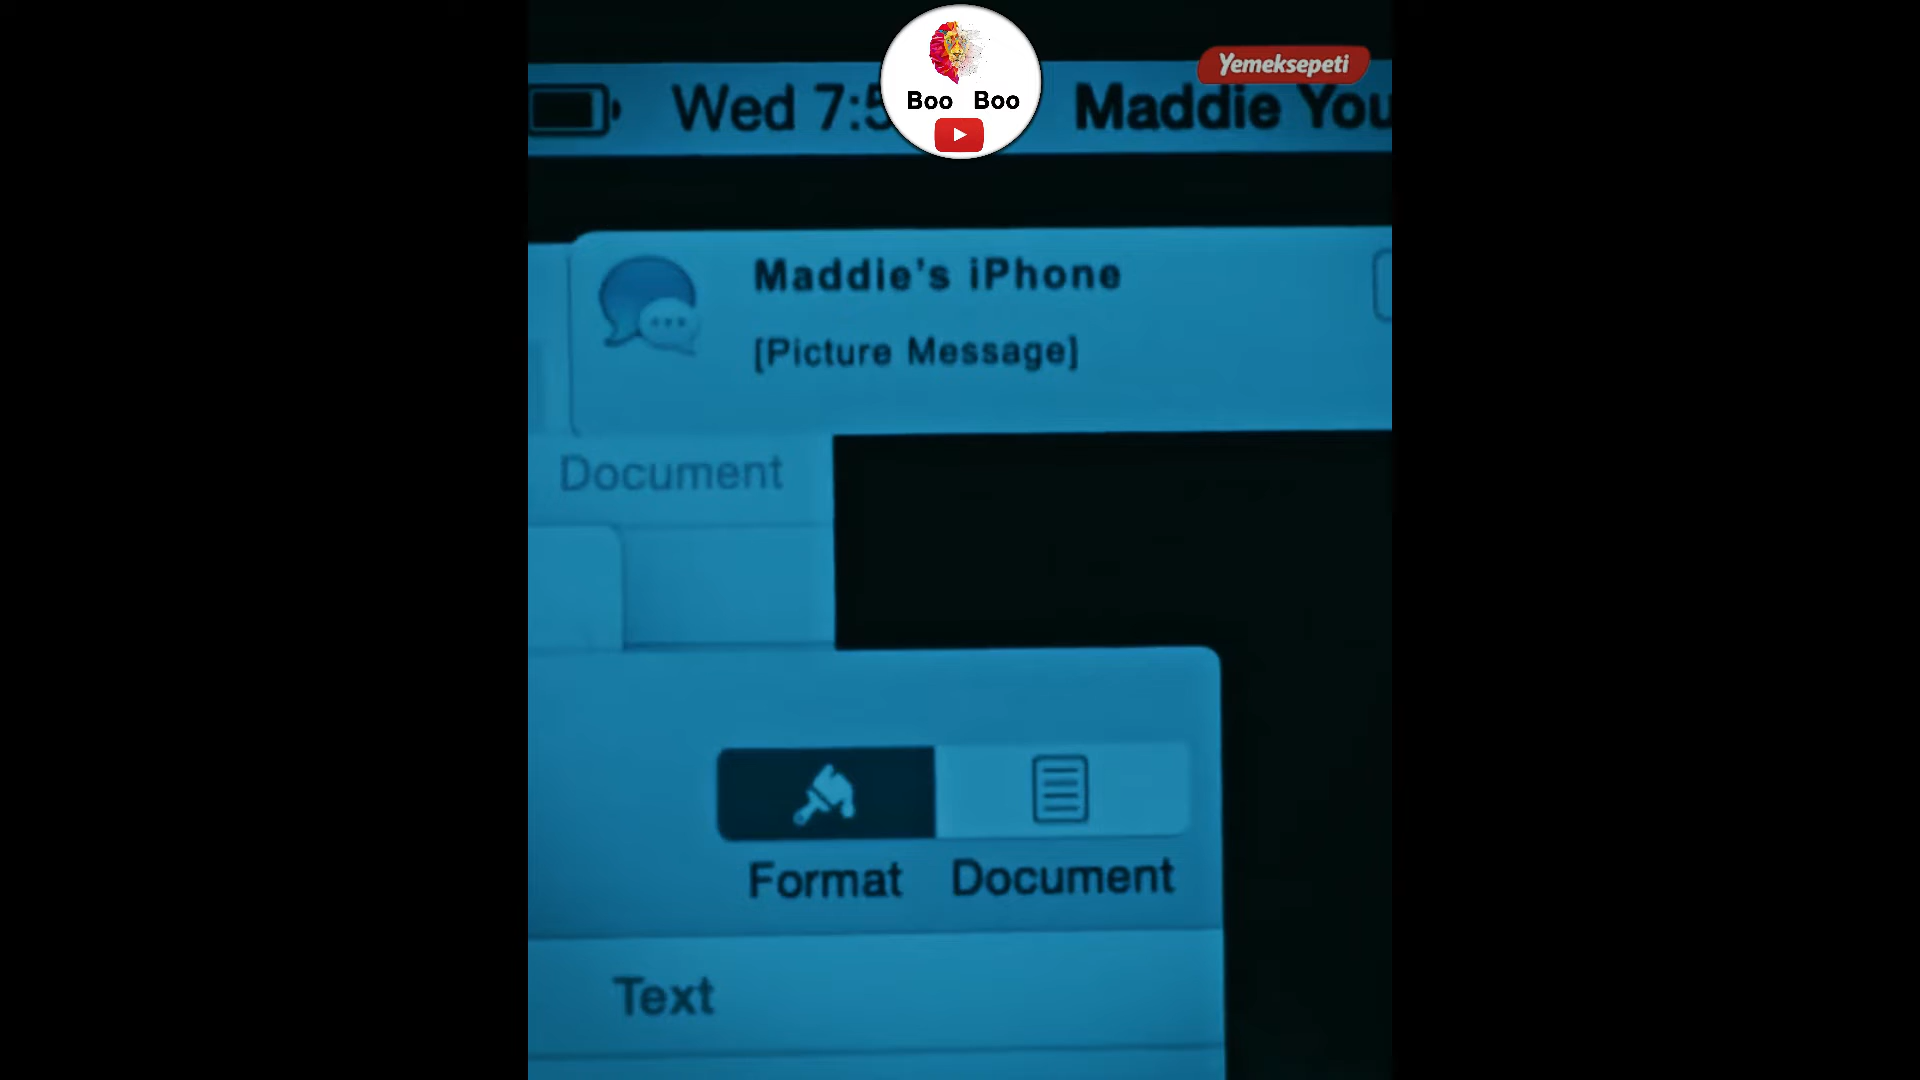 Boo Boo
Yemeksepeti
Wed 7:5
Maddie You
Maddie's iPhone
[Picture Message]
Document
Format Document
Text